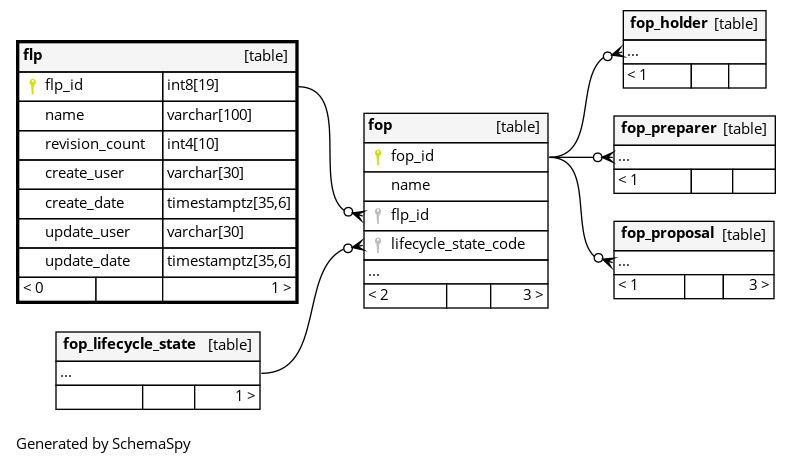 flp [table]
flp_id int8[19]
name varchar[100]
revision_count int4[10]
create_user varchar[30]
create_date timestamptz[35,6]
update_user varchar[30]
update_date timestamptz[35,6]
< 0 1 >
fop_lifecycle_state [table]
...
1 >
fop [table]
fop_id
name
flp_id
lifecycle_state_code
...
< 2 3 >
fop_holder [table]
...
< 1
fop_preparer [table]
...
< 1
fop_proposal [table]
...
< 1 3 >
Generated by SchemaSpy